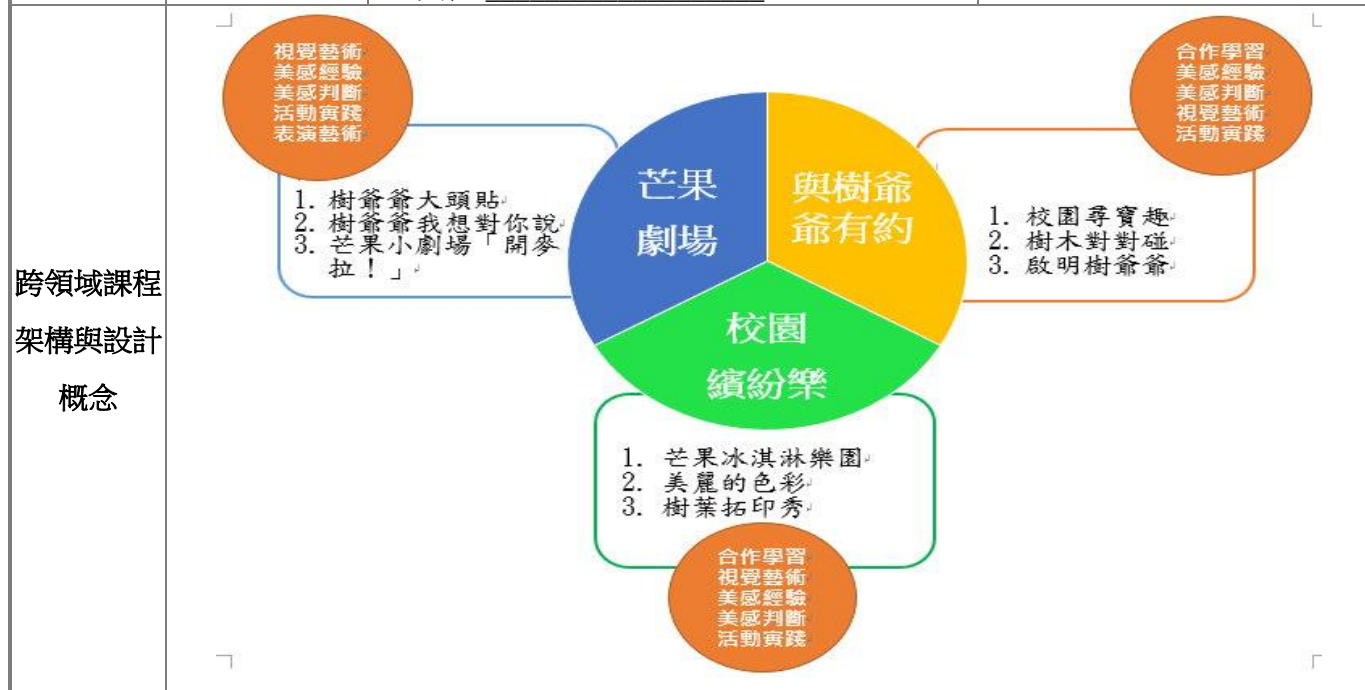 跨領域課程
架構與設計
概念
視覺藝術
美感經驗
美感判斷
活動實踐
表演藝術
1. 樹爺爺大頭貼
2. 樹爺爺我想對你說
3. 芒果小劇場「開麥
拉！」
芒果
劇場
與樹爺
爺有約
校園
繽紛樂
合作學習
美感經驗
美感判斷
視覺藝術
活動實踐
1. 校園尋寶趣
2. 樹木對對碰
3. 啟明樹爺爺
1. 芒果冰淇淋樂園
2. 美麗的色彩
3. 樹葉拓印秀
合作學習
視覺藝術
美感經驗
美感判斷
活動實踐